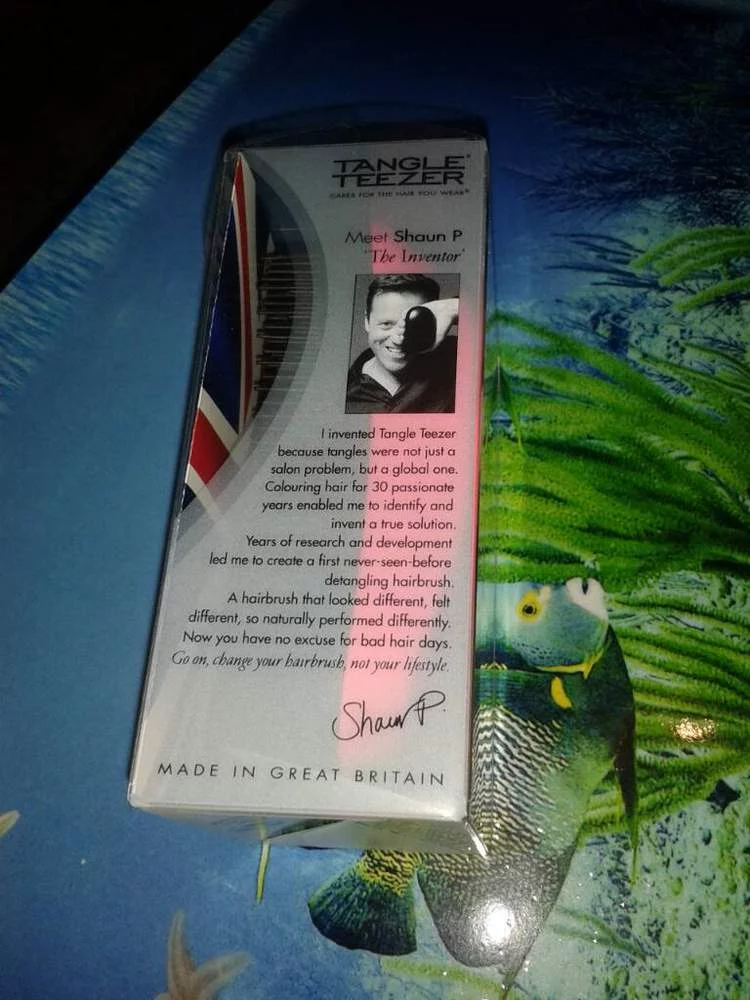 TANGLE®
TEEZER
CARES FOR THE HAIR YOU WEAR®
Meet Shaun P
'The Inventor'
I invented Tangle Teezer
because tangles were not just a
salon problem, but a global one.
Colouring hair for 30 passionate
years enabled me to identify and
invent a true solution.
Years of research and development
led me to create a first never-seen-before
detangling hairbrush.
A hairbrush that looked different, felt
different, so naturally performed differently.
Now you have no excuse for bad hair days.
Go on, change your hairbrush, not your lifestyle.
Shaun P.
MADE IN GREAT BRITAIN